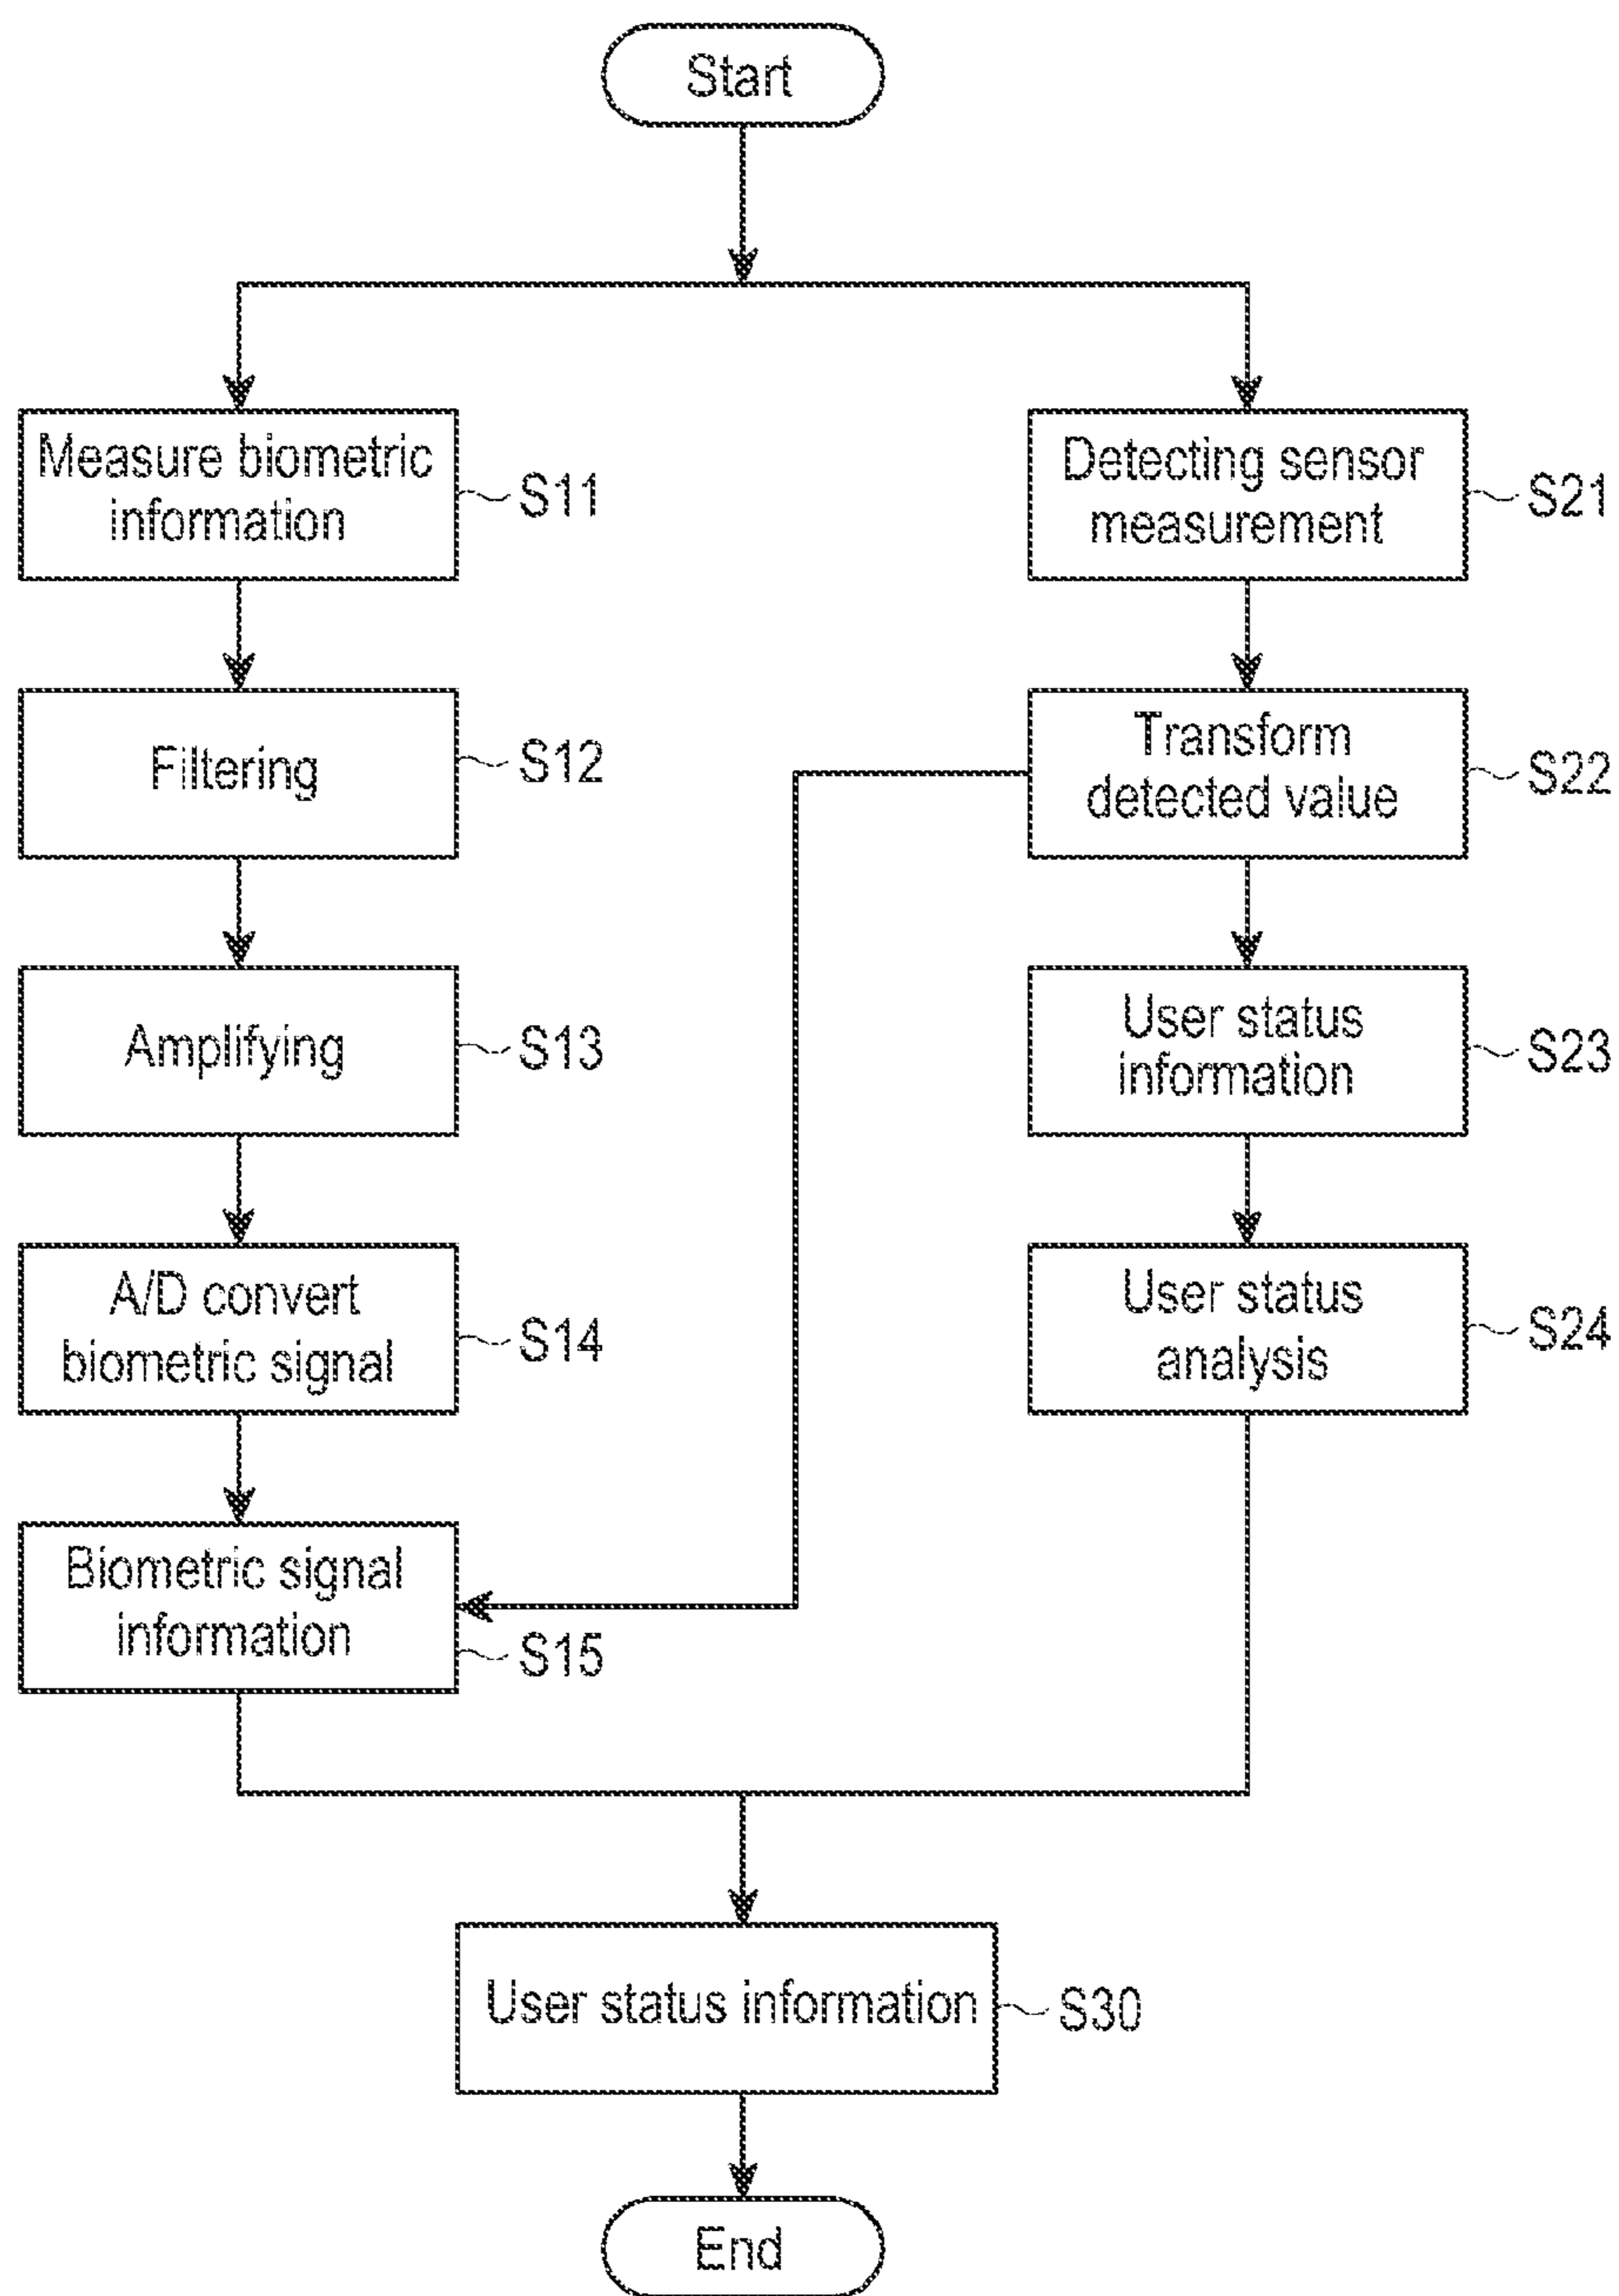 Start
Measure biometric
information
S11
Detecting sensor
measurement
S21
Filtering
S12
Transform
detected value
S22
Amplifying
S13
User status
information
S23
A/D convert
biometric signal
S14
User status
analysis
S24
Biometric signal
information
S15
User status information
S30
End